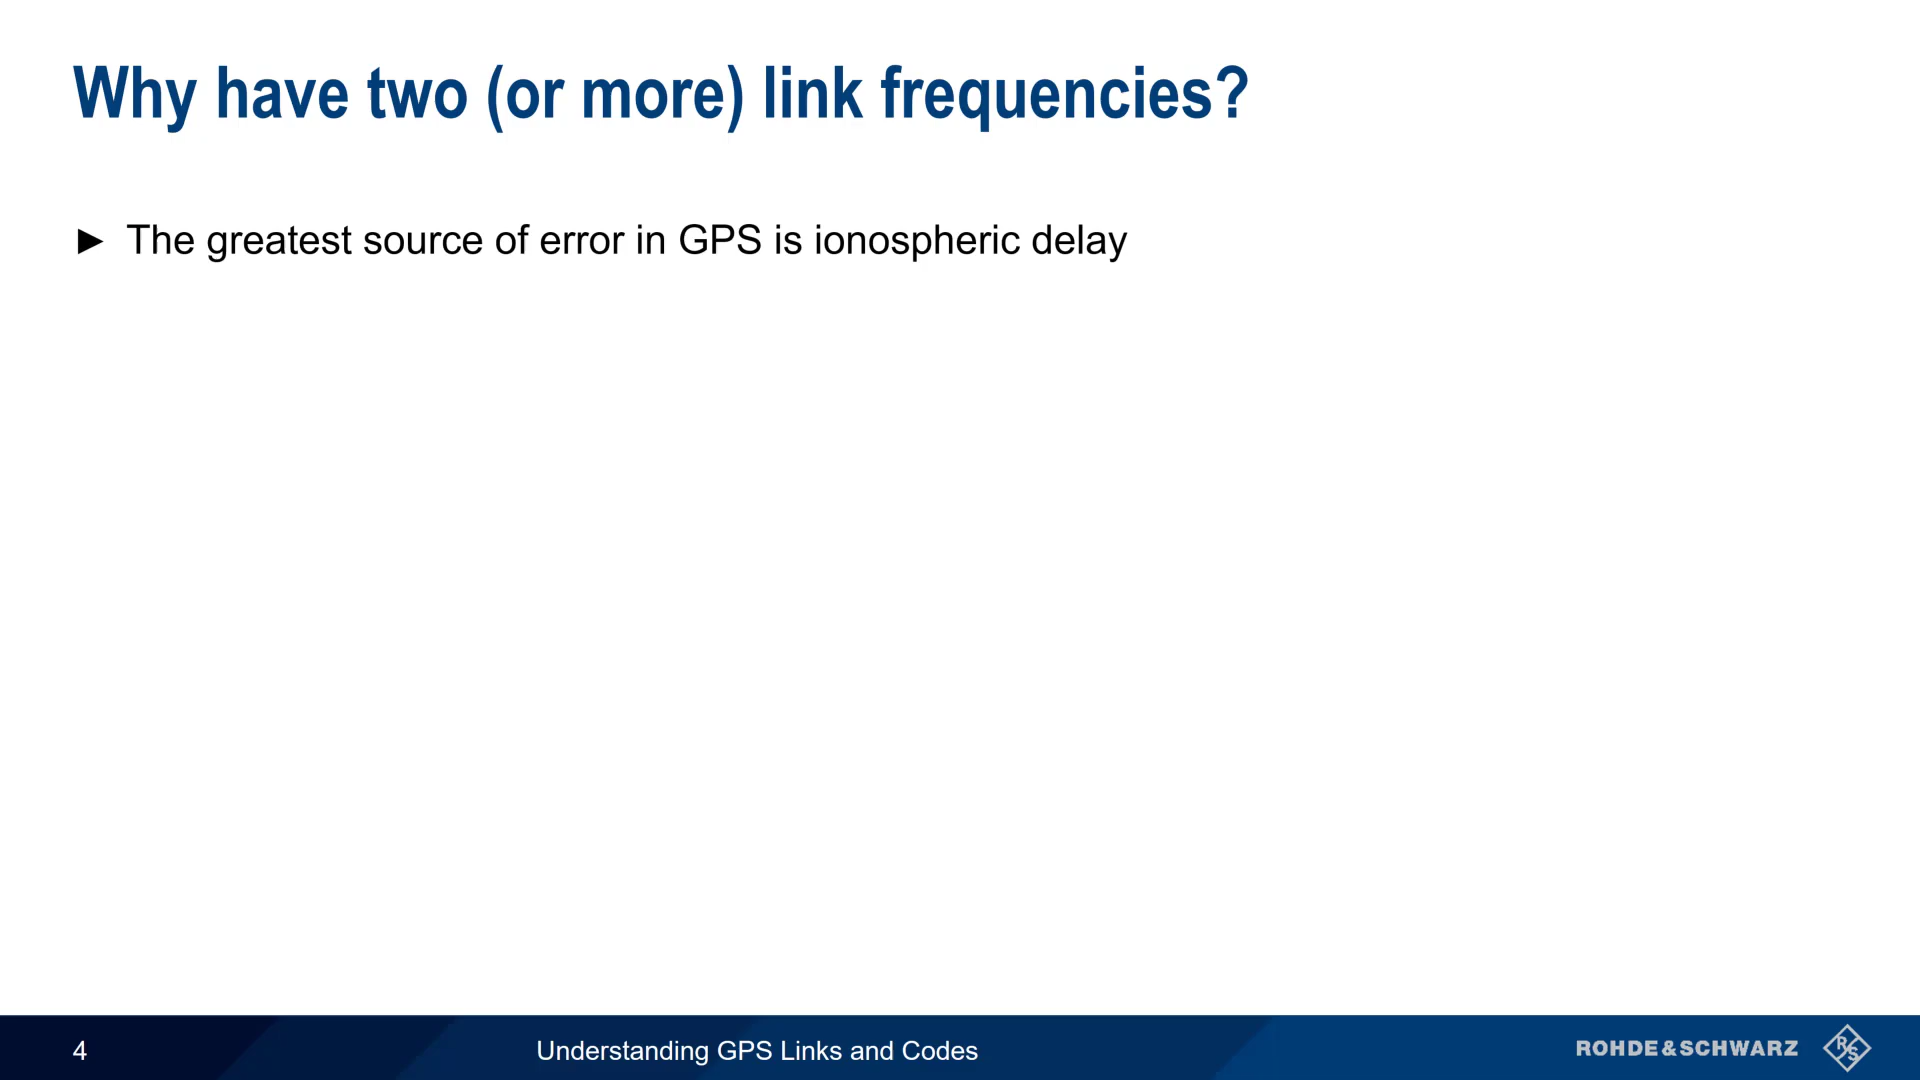 Why have two (or more) link frequencies?
► The greatest source of error in GPS is ionospheric delay
4
Understanding GPS Links and Codes
ROHDE&SCHWARZ
R&S